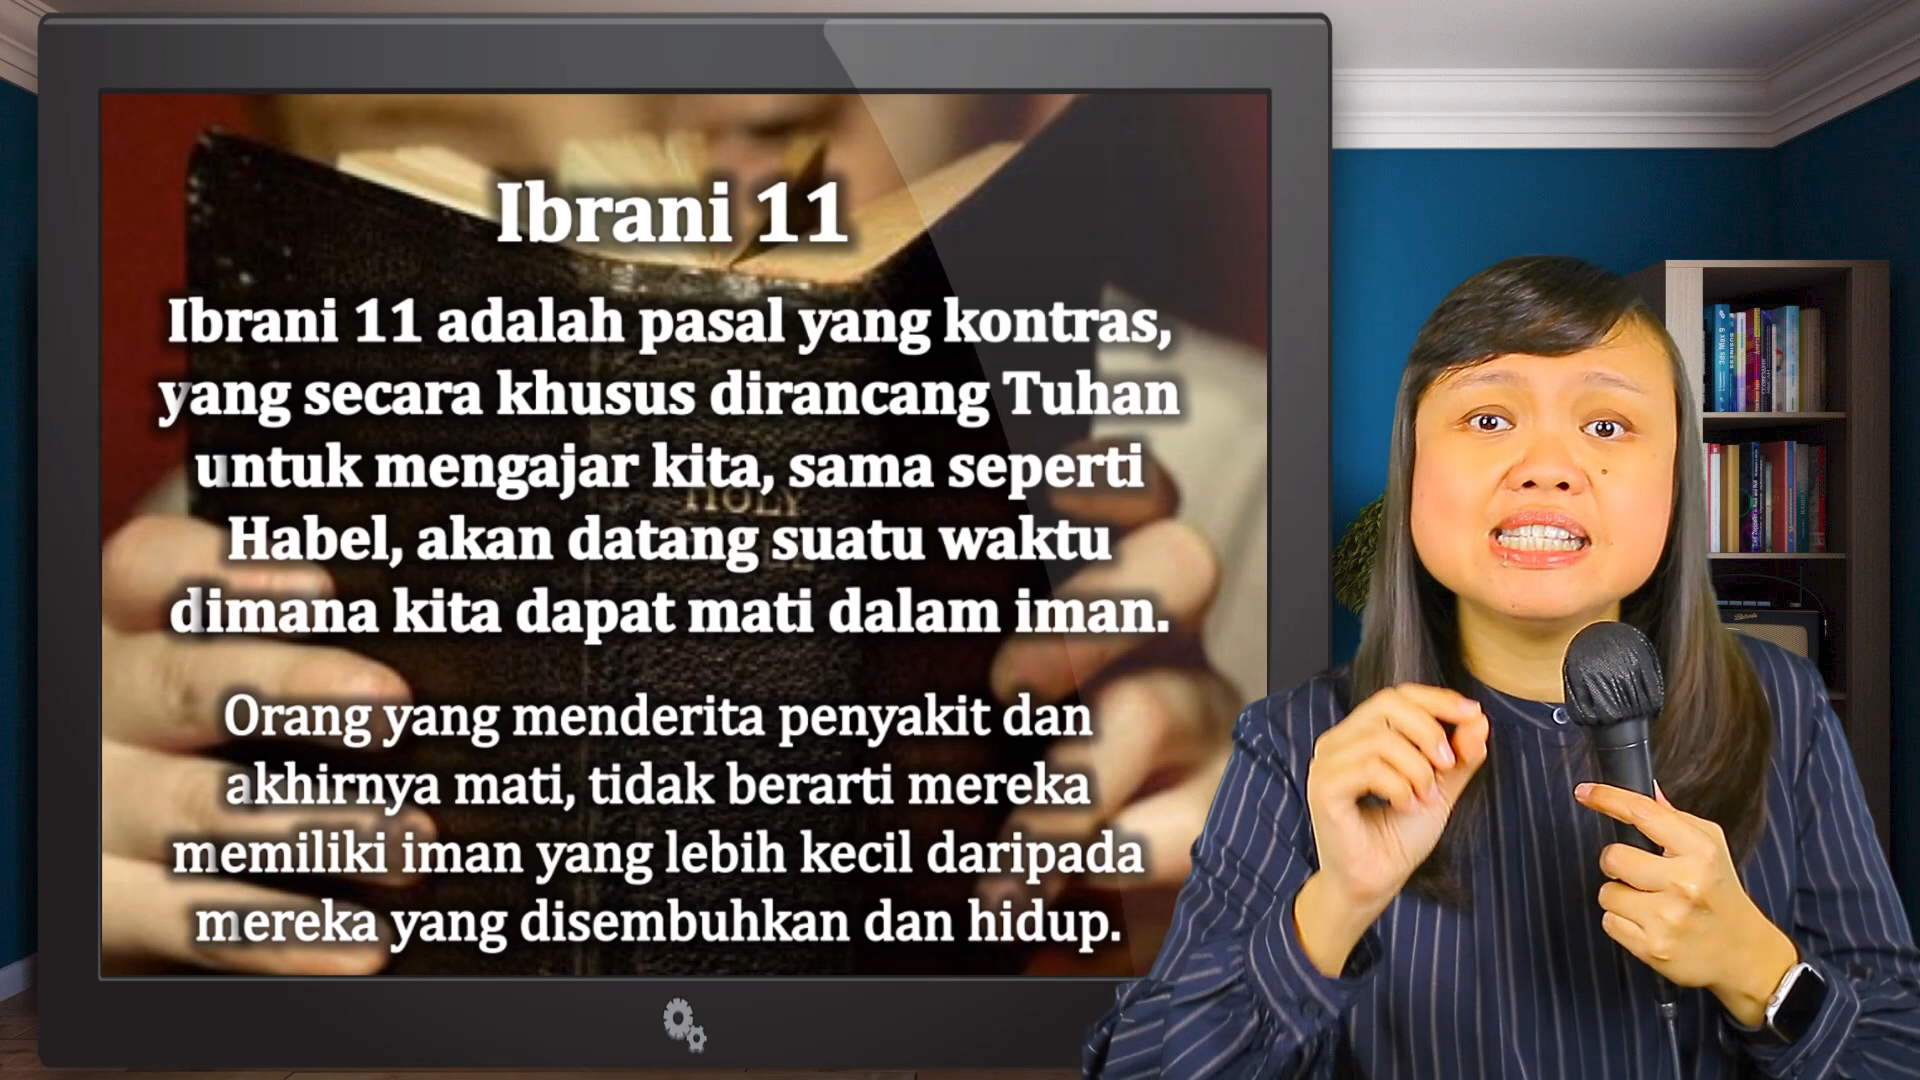 Ibrani 11
Ibrani 11 adalah pasal yang kontras,
yang secara khusus dirancang Tuhan
untuk mengajar kita, sama seperti
Habel, akan datang suatu waktu
dimana kita dapat mati dalam iman.
Orang yang menderita penyakit dan
akhirnya mati, tidak berarti mereka
memiliki iman yang lebih kecil daripada
mereka yang disembuhkan dan hidup.
HOLY